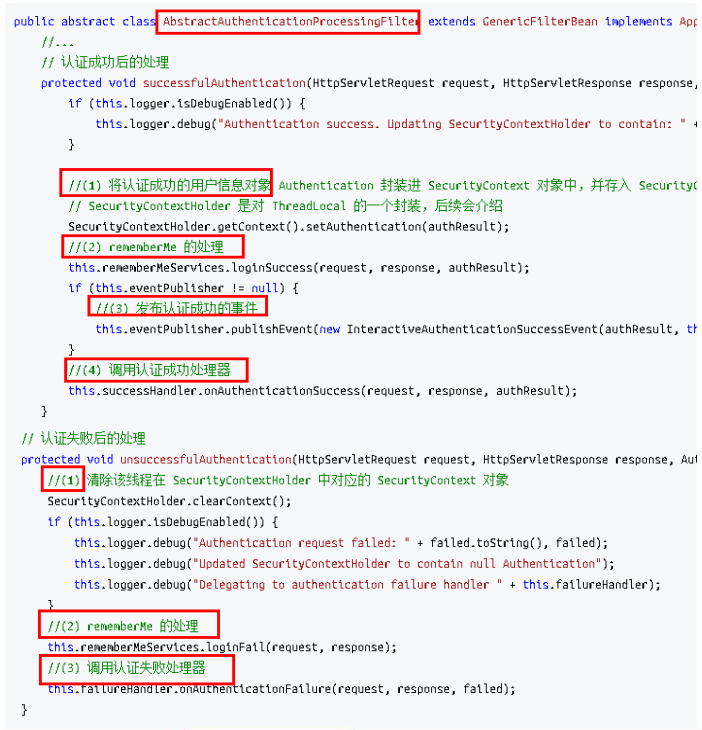 public abstract class AbstractAuthenticationProcessingFilter extends GenericFilterBean implements App
//...
// 认证成功后的处理
protected void successfulAuthentication(HttpServletRequest request, HttpServletResponse response,
if (this.logger.isDebugEnabled()) {
this.logger.debug("Authentication success. Updating SecurityContextHolder to contain: " +
}
//(1) 将认证成功的用户信息对象 Authentication 封装进 SecurityContext 对象中，并存入 SecurityC
// SecurityContextHolder 是对 ThreadLocal 的一个封装，后续会介绍
SecurityContextHolder.getContext().setAuthentication(authResult);
//(2) rememberMe 的处理
this.rememberMeServices.loginSuccess(request, response, authResult);
if (this.eventPublisher != null) {
//(3) 发布认证成功的事件
this.eventPublisher.publishEvent(new InteractiveAuthenticationSuccessEvent(authResult, th
}
//(4) 调用认证成功处理器
this.successHandler.onAuthenticationSuccess(request, response, authResult);
}
// 认证失败后的处理
protected void unsuccessfulAuthentication(HttpServletRequest request, HttpServletResponse response, Aut
//(1) 清除该线程在 SecurityContextHolder 中对应的 SecurityContext 对象
SecurityContextHolder.clearContext();
if (this.logger.isDebugEnabled()) {
this.logger.debug("Authentication request failed: " + failed.toString(), failed);
this.logger.debug("Updated SecurityContextHolder to contain null Authentication");
this.logger.debug("Delegating to authentication failure handler " + this.failureHandler);
}
//(2) rememberMe 的处理
this.rememberMeServices.loginFail(request, response);
//(3) 调用认证失败处理器
this.failureHandler.onAuthenticationFailure(request, response, failed);
}